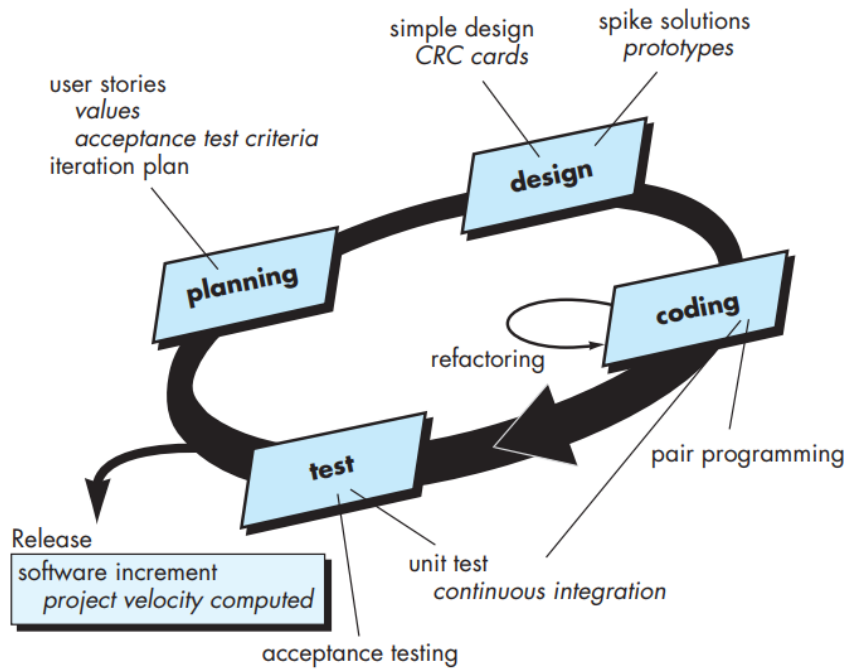 simple design
CRC cards
spike solutions
prototypes
user stories
values
acceptance test criteria
iteration plan
design
planning
coding
refactoring
pair programming
test
Release
software increment
project velocity computed
unit test
continuous integration
acceptance testing